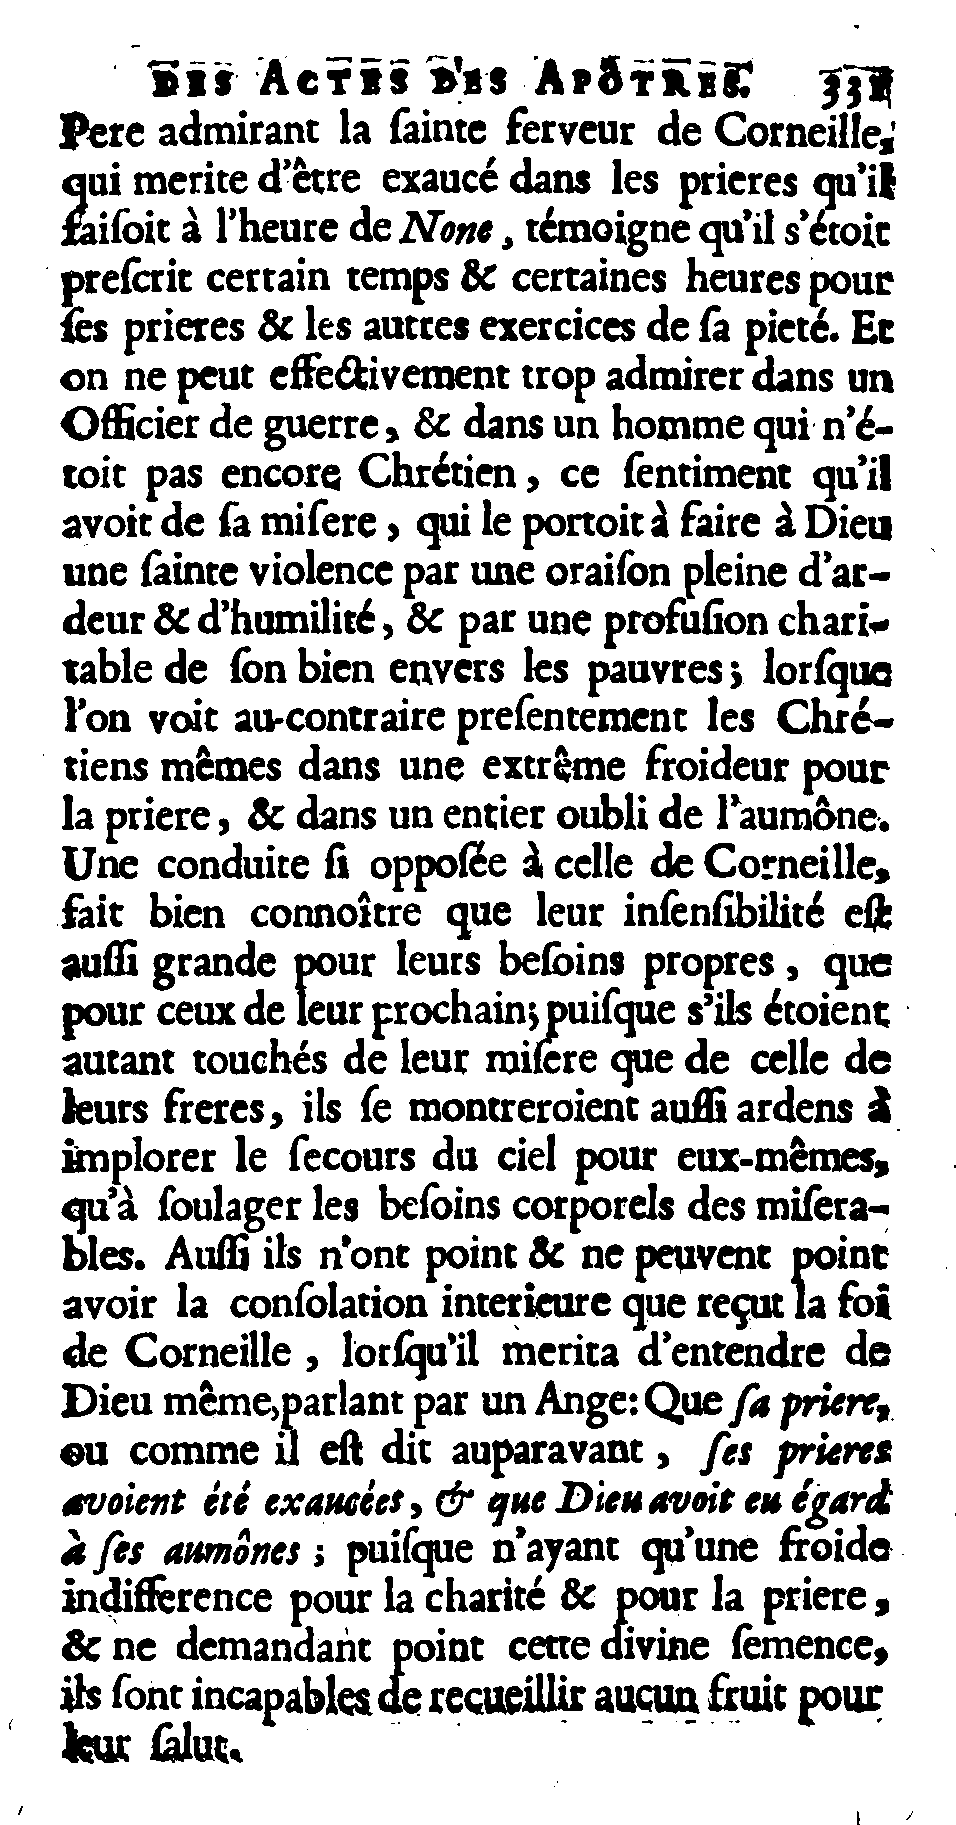 DES ACTES DES APÔTRES. 331
Pere admirant la ſainte ferveur de Corneille,
qui merite d'être exaucé dans les prieres qu'il
faiſoit à l'heure de None, témoigne qu'il s'étoit
preſcrit certain temps & certaines heures pour
ſes prieres & les autres exercices de ſa pieté. Et
on ne peut effectivement trop admirer dans un
Officier de guerre, & dans un homme qui n'é-
toit pas encore Chrétien, ce ſentiment qu'il
avoit de ſa miſere, qui le portoit à faire à Dieu
une ſainte violence par une oraiſon pleine d'ar-
deur & d'humilité, & par une profuſion chari-
table de ſon bien envers les pauvres; lorſque
l'on voit au-contraire preſentement les Chré-
tiens mêmes dans une extrême froideur pour
la priere, & dans un entier oubli de l'aumône.
Une conduite ſi oppoſée à celle de Corneille,
fait bien connoître que leur inſenſibilité eſt
auſſi grande pour leurs beſoins propres, que
pour ceux de leur prochain; puiſque s'ils étoient
autant touchés de leur miſere que de celle de
leurs freres, ils ſe montreroient auſſi ardens à
implorer le ſecours du ciel pour eux-mêmes,
qu'à ſoulager les beſoins corporels des miſera-
bles. Auſſi ils n'ont point & ne peuvent point
avoir la conſolation interieure que reçut la foi
de Corneille, lorſqu'il merita d'entendre de
Dieu même, parlant par un Ange: Que ſa priere,
ou comme il eſt dit auparavant, ſes prieres
avoient été exaucées, & que Dieu avoit eu égard
à ſes aumônes; puiſque n'ayant qu'une froide
indifference pour la charité & pour la priere,
& ne demandant point cette divine ſemence,
ils ſont incapables de recueillir aucun fruit pour
leur ſalut.